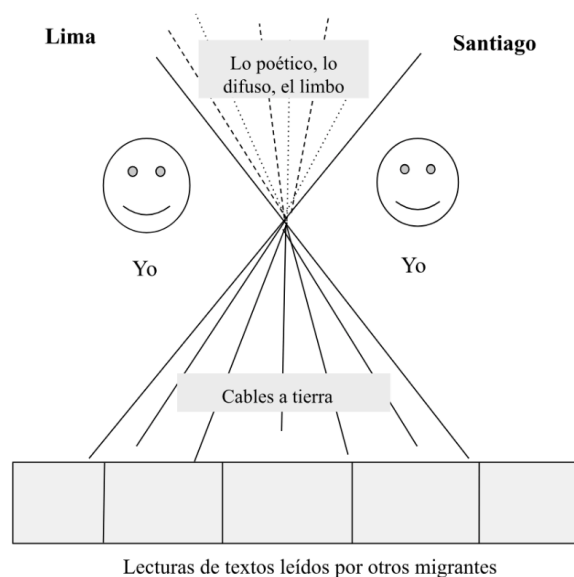 Lima
Santiago
Lo poético, lo
difuso, el limbo
Yo
Yo
Cables a tierra
Lecturas de textos leídos por otros migrantes